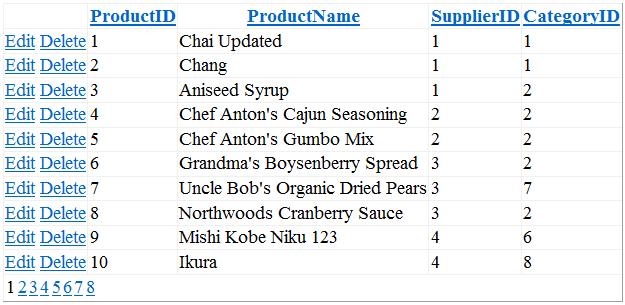 ProductID ProductName SupplierID CategoryID
Edit Delete 1 Chai Updated 1 1
Edit Delete 2 Chang 1 1
Edit Delete 3 Aniseed Syrup 1 2
Edit Delete 4 Chef Anton's Cajun Seasoning 2 2
Edit Delete 5 Chef Anton's Gumbo Mix 2 2
Edit Delete 6 Grandma's Boysenberry Spread 3 2
Edit Delete 7 Uncle Bob's Organic Dried Pears 3 7
Edit Delete 8 Northwoods Cranberry Sauce 3 2
Edit Delete 9 Mishi Kobe Niku 123 4 6
Edit Delete 10 Ikura 4 8
1 2 3 4 5 6 7 8